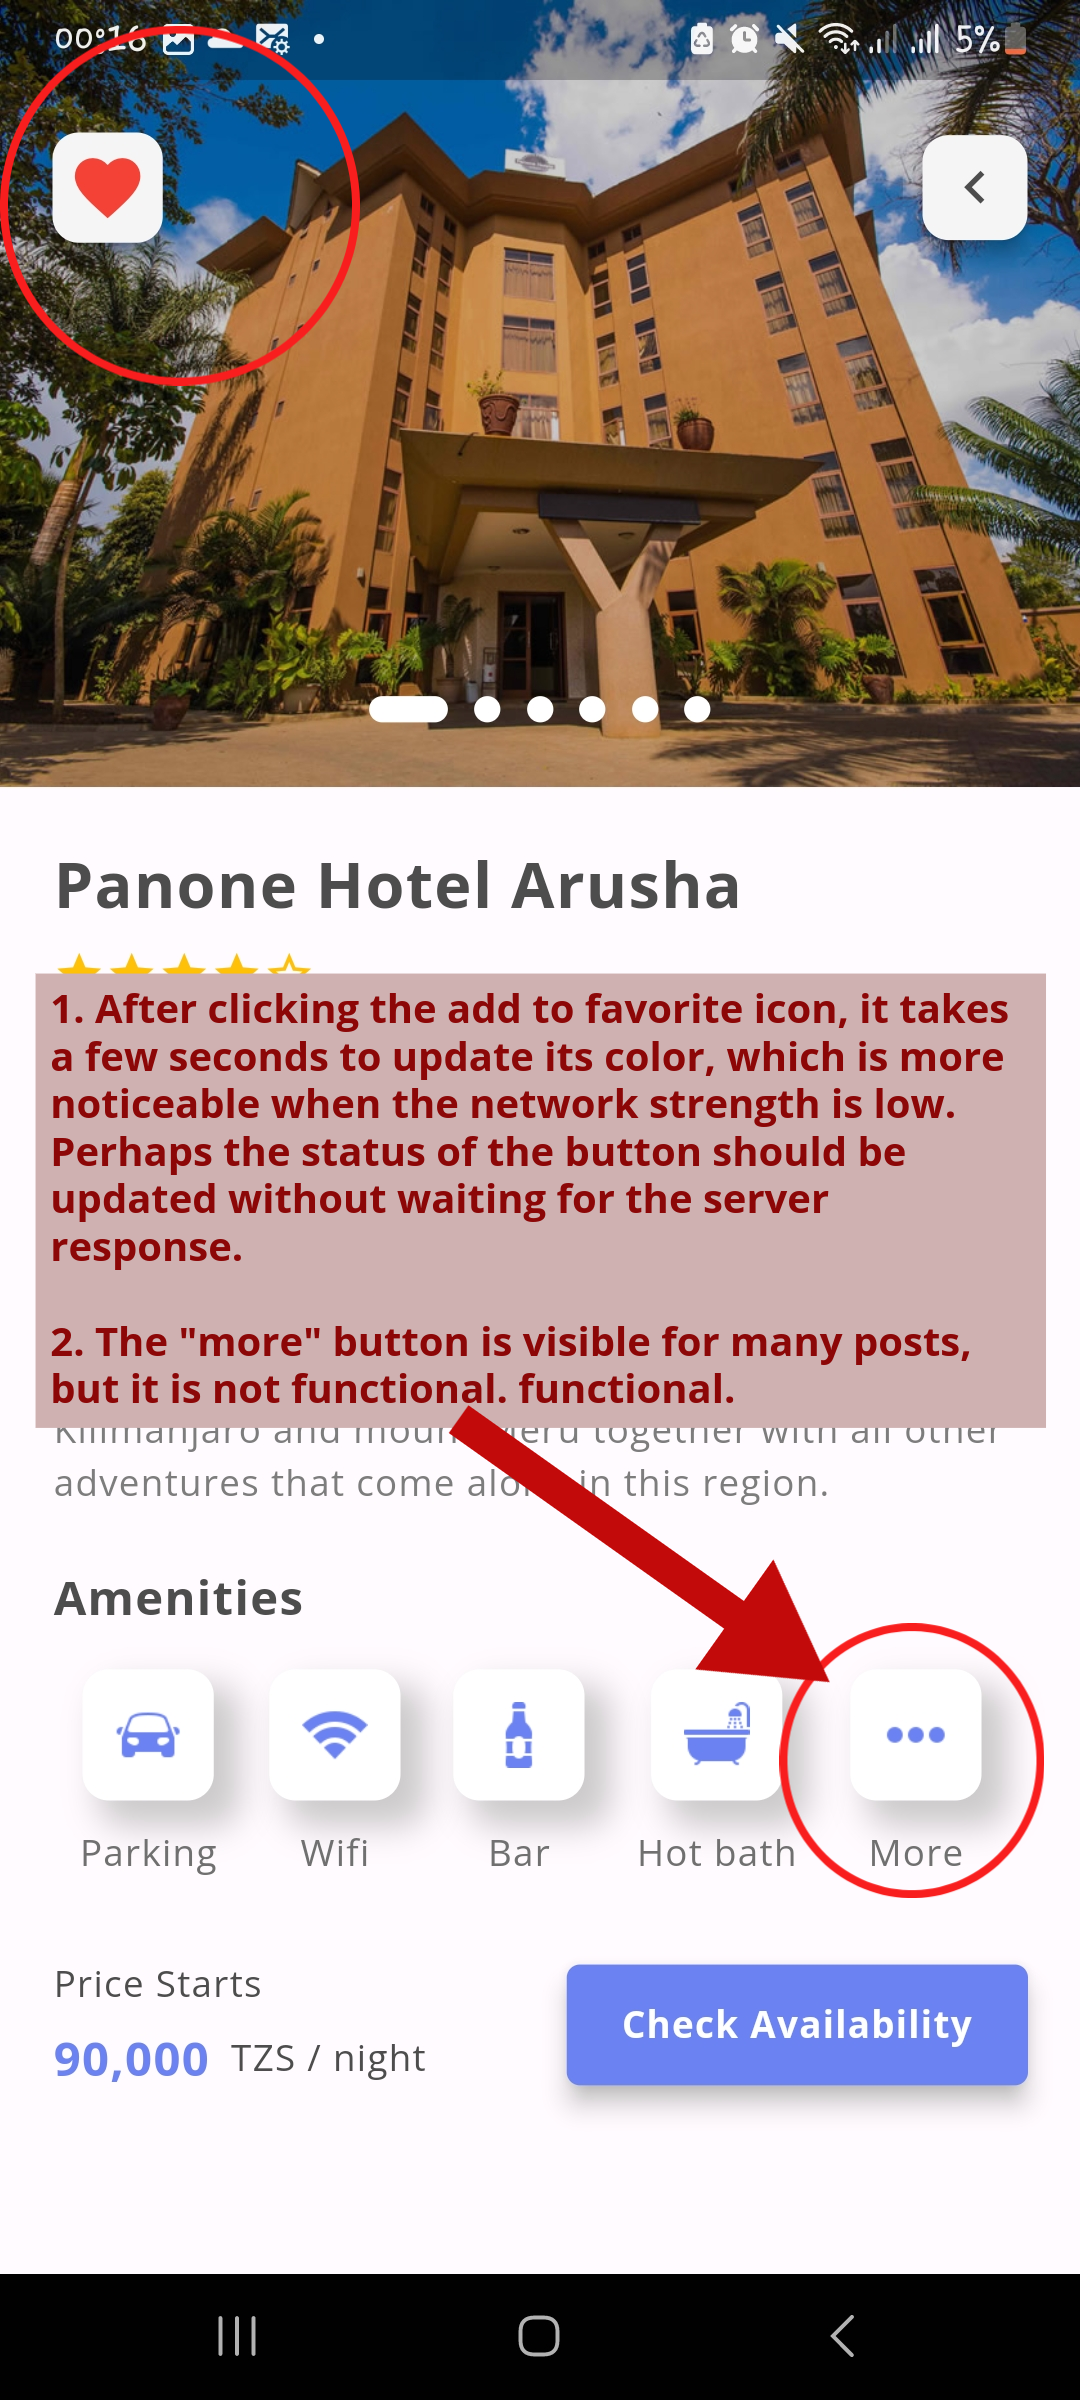 00:16
5%
Panone Hotel Arusha
1. After clicking the add to favorite icon, it takes
a few seconds to update its color, which is more
noticeable when the network strength is low.
Perhaps the status of the button should be
updated without waiting for the server
response.
2. The "more" button is visible for many posts,
but it is not functional. functional.
Kilimanjaro and mount Meru together with all other
adventures that come along in this region.
Amenities
Parking Wifi Bar Hot bath More
Price Starts
90,000 TZS / night
Check Availability